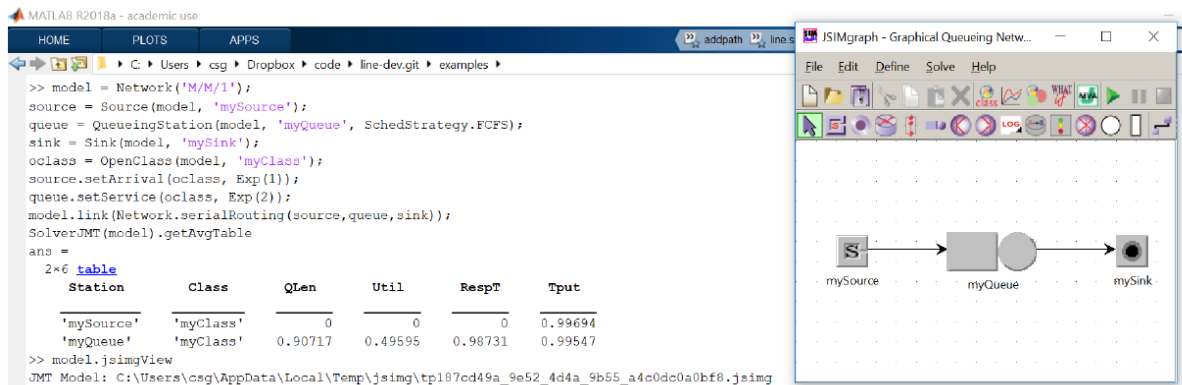 MATLAB R2018a - academic use
HOME PLOTS APPS
addpath line.s
C: Users csg Dropbox code line-dev.git examples
>> model = Network('M/M/1');
source = Source(model, 'mySource');
queue = QueueingStation(model, 'myQueue', SchedStrategy.FCFS);
sink = Sink(model, 'mySink');
oclass = OpenClass(model, 'myClass');
source.setArrival(oclass, Exp(1));
queue.setService(oclass, Exp(2));
model.link(Network.serialRouting(source,queue,sink));
SolverJMT(model).getAvgTable
ans =
2×6 table
Station Class QLen Util RespT Tput
'mySource' 'myClass' 0 0 0 0.99694
'myQueue' 'myClass' 0.90717 0.49595 0.98731 0.99547
>> model.jsimgView
JMT Model: C:\Users\csg\AppData\Local\Temp\jsimg\tp187cd49a_9e52_4d4a_9b55_a4c0dc0a0bf8.jsimg
JSIMgraph - Graphical Queueing Netw...
File Edit Define Solve Help
class WHAT IF MVA
S LOG
S
mySource myQueue mySink